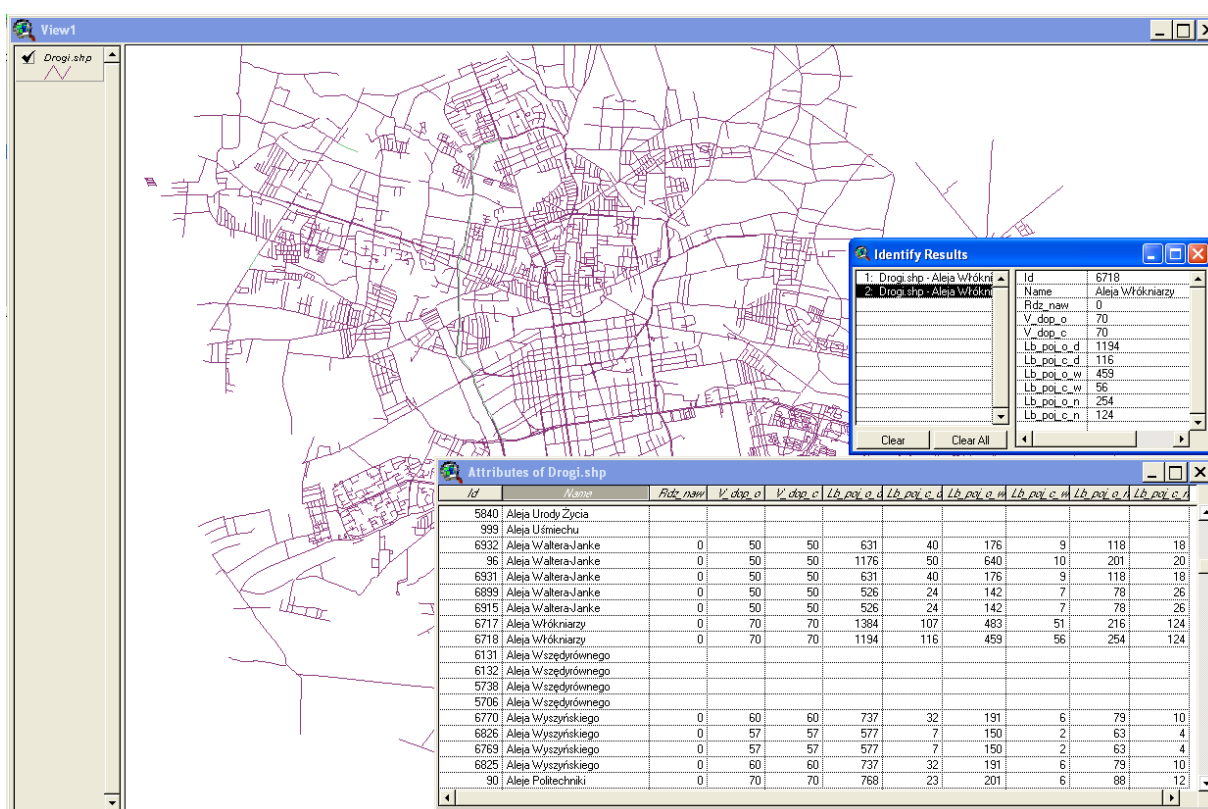 View1
Drogi.shp
Identify Results
1: Drogi.shp - Aleja Włókni
2: Drogi.shp - Aleja Włókni
Id 6718
Name Aleja Włókniarzy
Rdz_naw 0
V_dop_o 70
V_dop_c 70
Lb_poj_o_d 1194
Lb_poj_c_d 116
Lb_poj_o_w 459
Lb_poj_c_w 56
Lb_poj_o_n 254
Lb_poj_c_n 124
Clear Clear All
Attributes of Drogi.shp
Id Name Rdz_naw V_dop_o V_dop_c Lb_poj_o_d Lb_poj_c_d Lb_poj_o_w Lb_poj_c_w Lb_poj_o_n Lb_poj_c_n
5840 Aleja Urody Życia
999 Aleja Uśmiechu
6932 Aleja Waltera-Janke 0 50 50 631 40 176 9 118 18
96 Aleja Waltera-Janke 0 50 50 1176 50 640 10 201 20
6931 Aleja Waltera-Janke 0 50 50 631 40 176 9 118 18
6899 Aleja Waltera-Janke 0 50 50 526 24 142 7 78 26
6915 Aleja Waltera-Janke 0 50 50 526 24 142 7 78 26
6717 Aleja Włókniarzy 0 70 70 1384 107 483 51 216 124
6718 Aleja Włókniarzy 0 70 70 1194 116 459 56 254 124
6131 Aleja Wszędyrównego
6132 Aleja Wszędyrównego
5738 Aleja Wszędyrównego
5706 Aleja Wszędyrównego
6770 Aleja Wyszyńskiego 0 60 60 737 32 191 6 79 10
6826 Aleja Wyszyńskiego 0 57 57 577 7 150 2 63 4
6769 Aleja Wyszyńskiego 0 57 57 577 7 150 2 63 4
6825 Aleja Wyszyńskiego 0 60 60 737 32 191 6 79 10
90 Aleje Politechniki 0 70 70 768 23 201 6 88 12